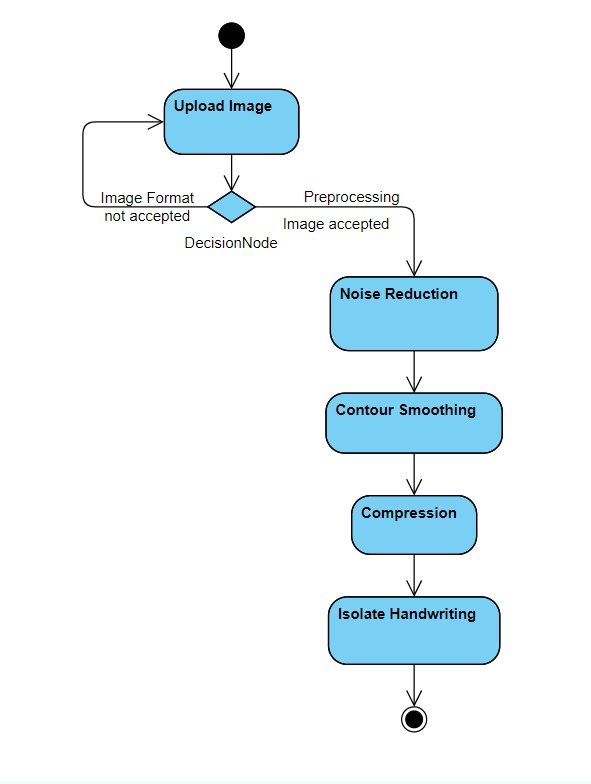 Upload Image
Image Format
not accepted
Preprocessing
Image accepted
DecisionNode
Noise Reduction
Contour Smoothing
Compression
Isolate Handwriting